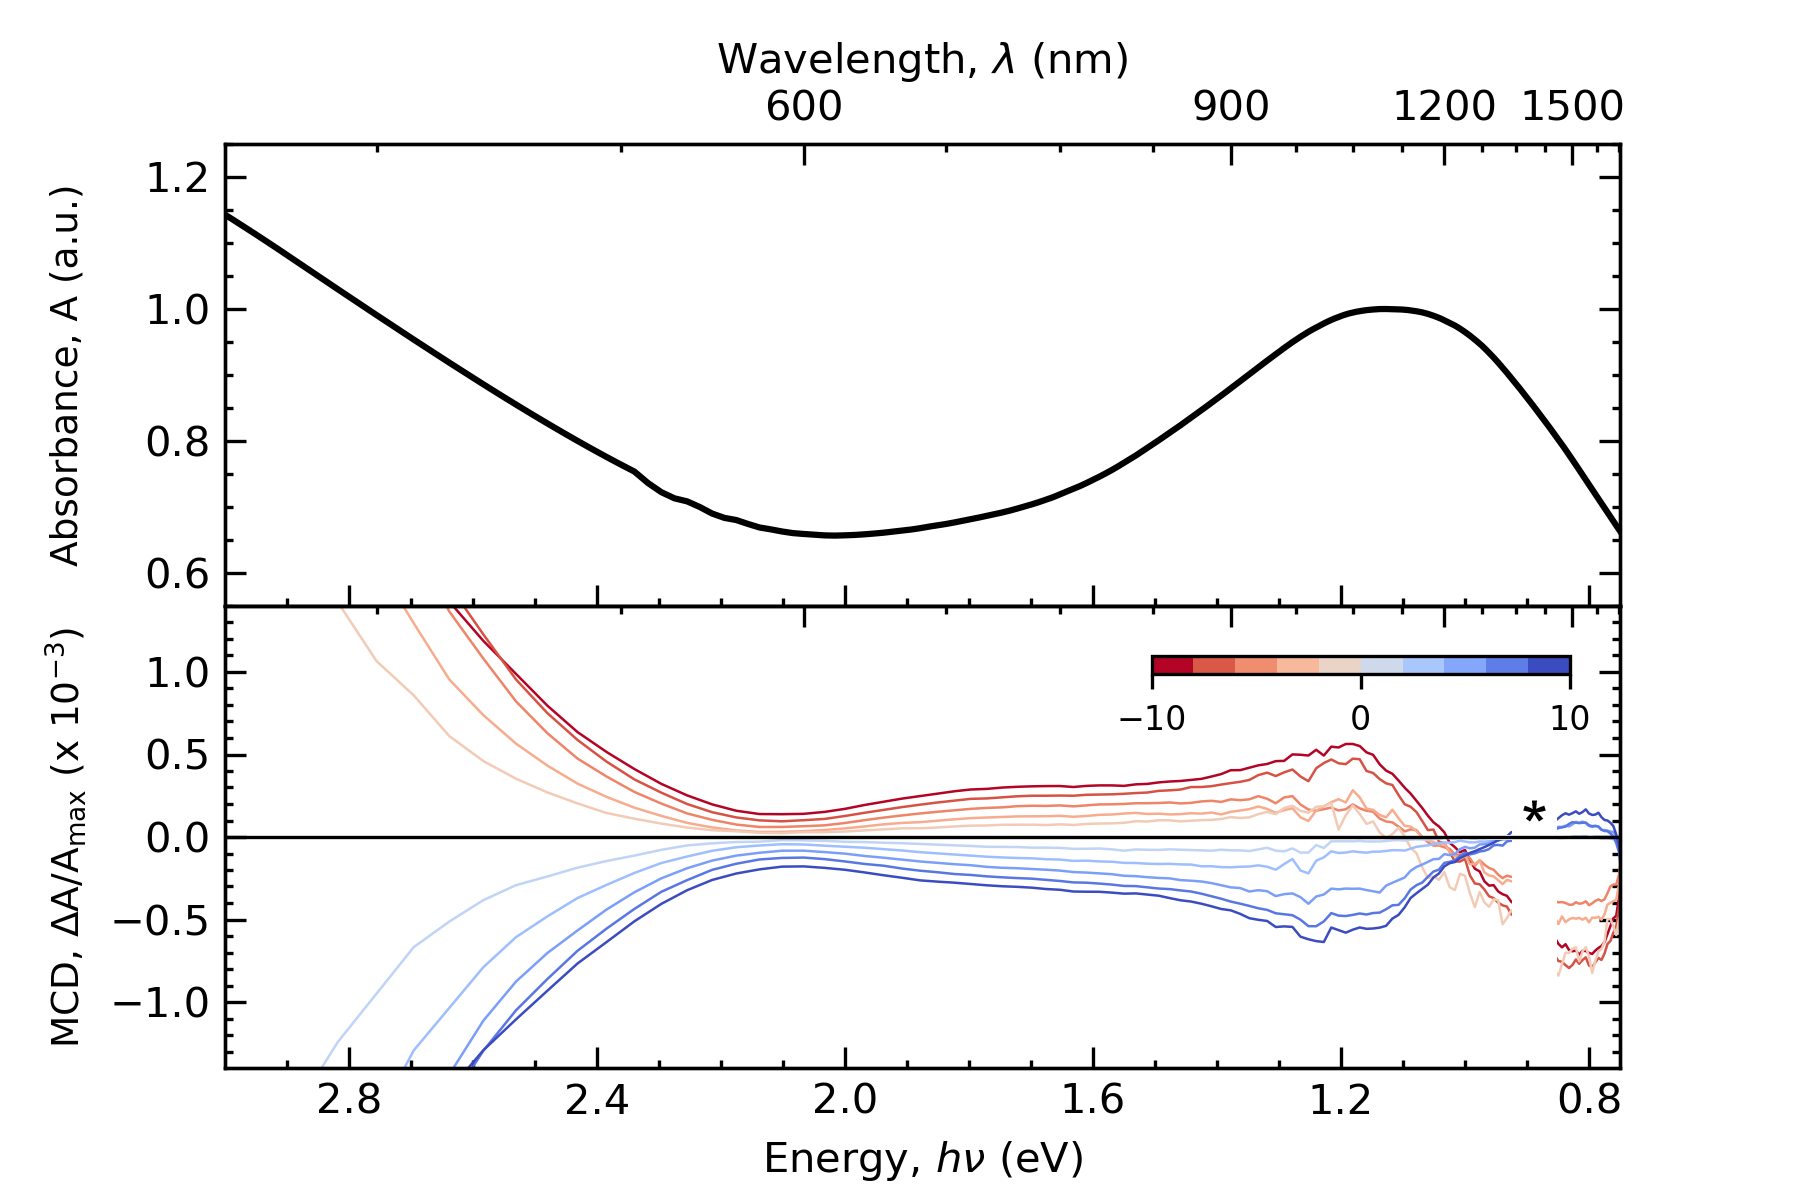 Wavelength, λ (nm)
600 900 1200 1500
Absorbance, A (a.u.)
1.2
1.0
0.8
0.6
MCD, ΔA/Amax (x 10−3)
1.0
0.5
0.0
−0.5
−1.0
−10 0 10
*
2.8 2.4 2.0 1.6 1.2 0.8
Energy, hν (eV)